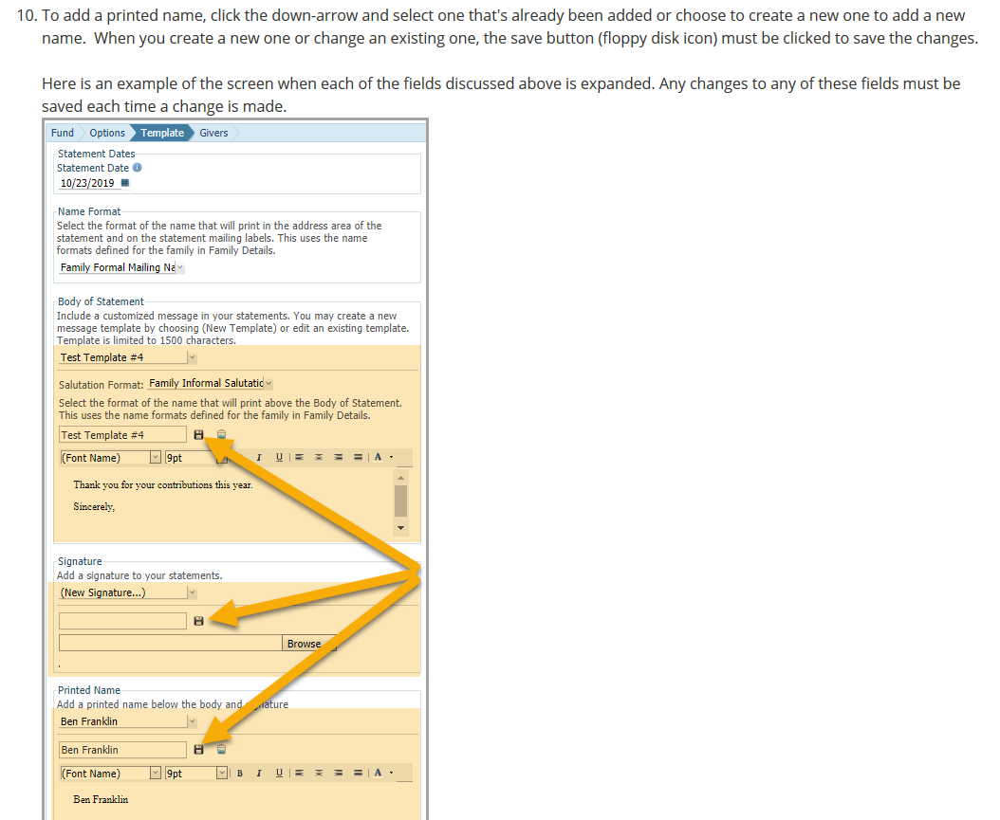 10. To add a printed name, click the down-arrow and select one that's already been added or choose to create a new one to add a new
name.  When you create a new one or change an existing one, the save button (floppy disk icon) must be clicked to save the changes.
Here is an example of the screen when each of the fields discussed above is expanded. Any changes to any of these fields must be
saved each time a change is made.
Fund Options Template Givers
Statement Dates
Statement Date
10/23/2019
Name Format
Select the format of the name that will print in the address area of the
statement and on the statement mailing labels. This uses the name
formats defined for the family in Family Details.
Family Formal Mailing Na
Body of Statement
Include a customized message in your statements. You may create a new
message template by choosing (New Template) or edit an existing template.
Template is limited to 1500 characters.
Test Template #4
Salutation Format: Family Informal Salutatic
Select the format of the name that will print above the Body of Statement.
This uses the name formats defined for the family in Family Details.
Test Template #4
(Font Name) 9pt I U A
Thank you for your contributions this year.
Sincerely,
Signature
Add a signature to your statements.
(New Signature...)
Browse
Printed Name
Add a printed name below the body and
Ben Franklin
Ben Franklin
(Font Name) 9pt B I U A
Ben Franklin